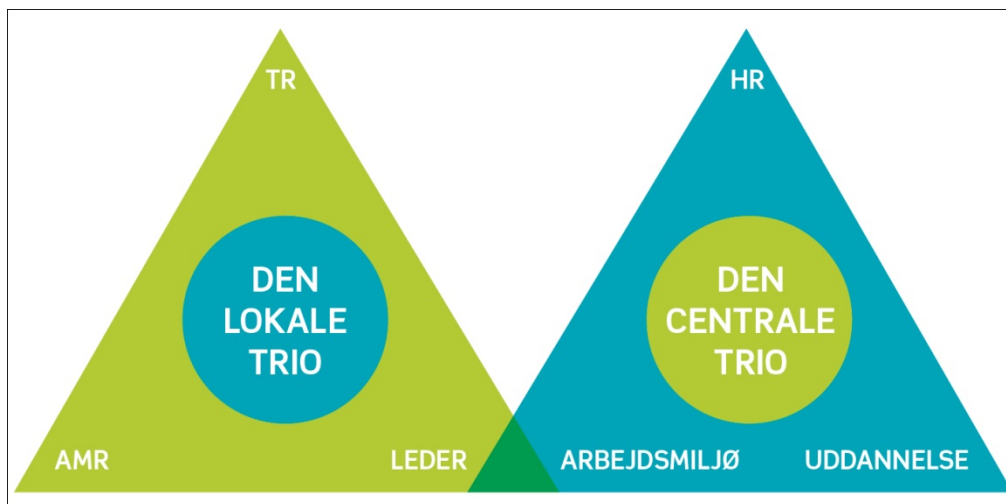 TR
HR
DEN
LOKALE
TRIO
DEN
CENTRALE
TRIO
AMR
LEDER
ARBEJDSMILJØ
UDDANNELSE